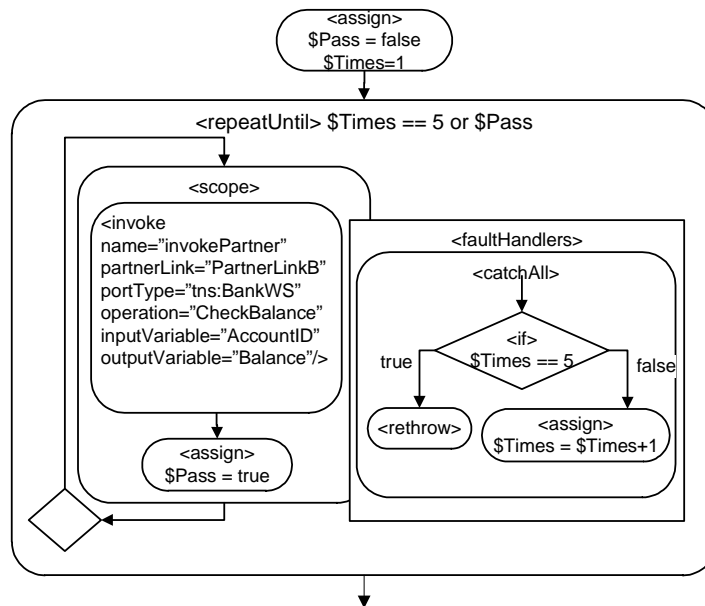 <assign>
$Pass = false
$Times=1
<repeatUntil> $Times == 5 or $Pass
<scope>
<invoke
name=”invokePartner”
partnerLink=”PartnerLinkB”
portType=”tns:BankWS”
operation=”CheckBalance”
inputVariable=”AccountID”
outputVariable=”Balance”/>
<assign>
$Pass = true
<faultHandlers>
<catchAll>
<if>
$Times == 5
true
false
<rethrow>
<assign>
$Times = $Times+1